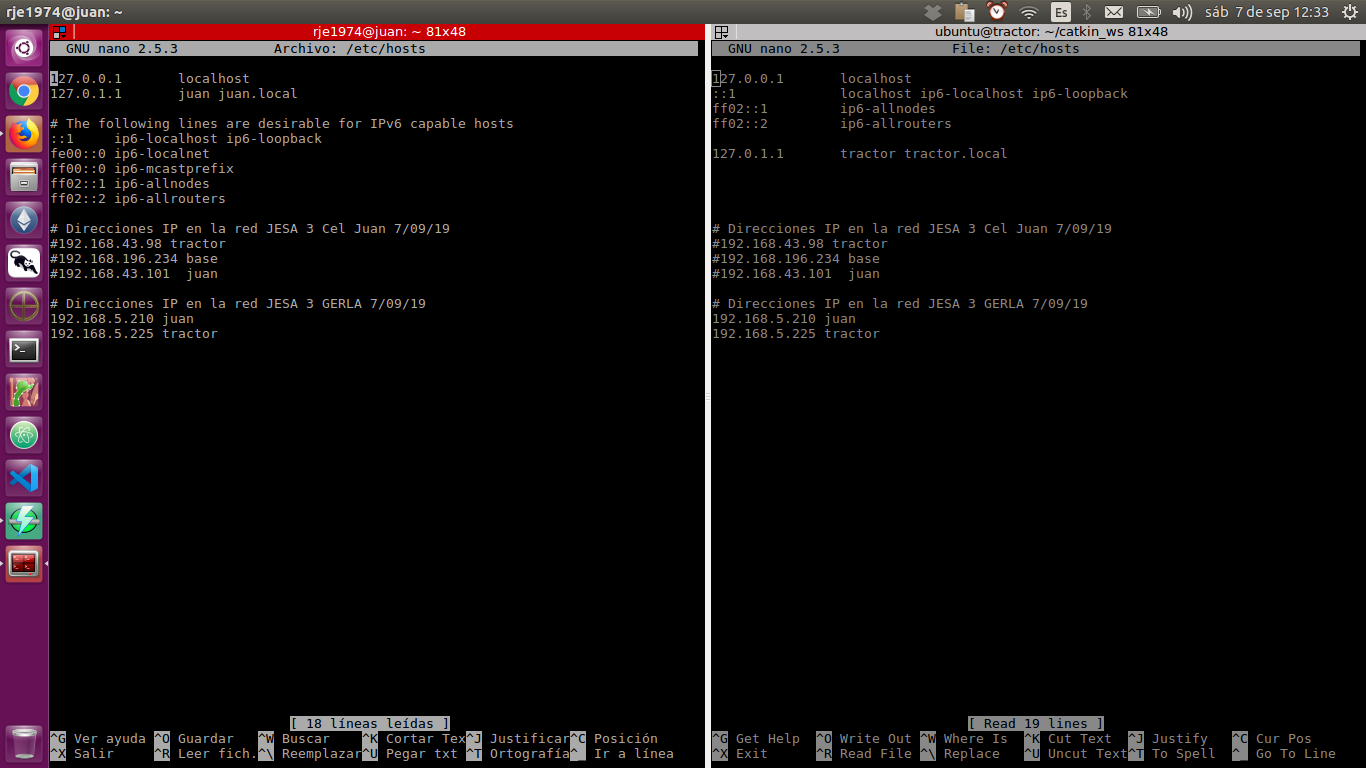 rje1974@juan: ~
Es
sáb 7 de sep 12:33
rje1974@juan: ~ 81x48
GNU nano 2.5.3 Archivo: /etc/hosts
127.0.0.1 localhost
127.0.1.1 juan juan.local
# The following lines are desirable for IPv6 capable hosts
::1 ip6-localhost ip6-loopback
fe00::0 ip6-localnet
ff00::0 ip6-mcastprefix
ff02::1 ip6-allnodes
ff02::2 ip6-allrouters
# Direcciones IP en la red JESA 3 Cel Juan 7/09/19
#192.168.43.98 tractor
#192.168.196.234 base
#192.168.43.101 juan
# Direcciones IP en la red JESA 3 GERLA 7/09/19
192.168.5.210 juan
192.168.5.225 tractor
[ 18 líneas leídas ]
^G Ver ayuda ^O Guardar ^W Buscar ^K Cortar Tex^J Justificar^C Posición
^X Salir ^R Leer fich.^\ Reemplazar^U Pegar txt ^T Ortografía^_ Ir a línea
ubuntu@tractor: ~/catkin_ws 81x48
GNU nano 2.5.3 File: /etc/hosts
127.0.0.1 localhost
::1 localhost ip6-localhost ip6-loopback
ff02::1 ip6-allnodes
ff02::2 ip6-allrouters
127.0.1.1 tractor tractor.local
# Direcciones IP en la red JESA 3 Cel Juan 7/09/19
#192.168.43.98 tractor
#192.168.196.234 base
#192.168.43.101 juan
# Direcciones IP en la red JESA 3 GERLA 7/09/19
192.168.5.210 juan
192.168.5.225 tractor
[ Read 19 lines ]
^G Get Help ^O Write Out ^W Where Is ^K Cut Text ^J Justify ^C Cur Pos
^X Exit ^R Read File ^\ Replace ^U Uncut Text^T To Spell ^_ Go To Line